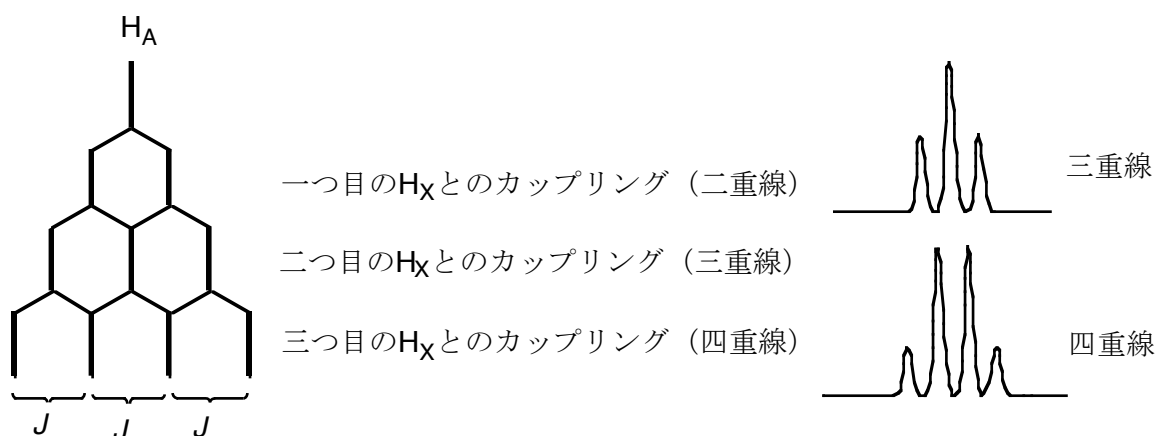 HA
一つ目のHXとのカップリング（二重線）
三重線
二つ目のHXとのカップリング（三重線）
三つ目のHXとのカップリング（四重線）
四重線
J
J
J